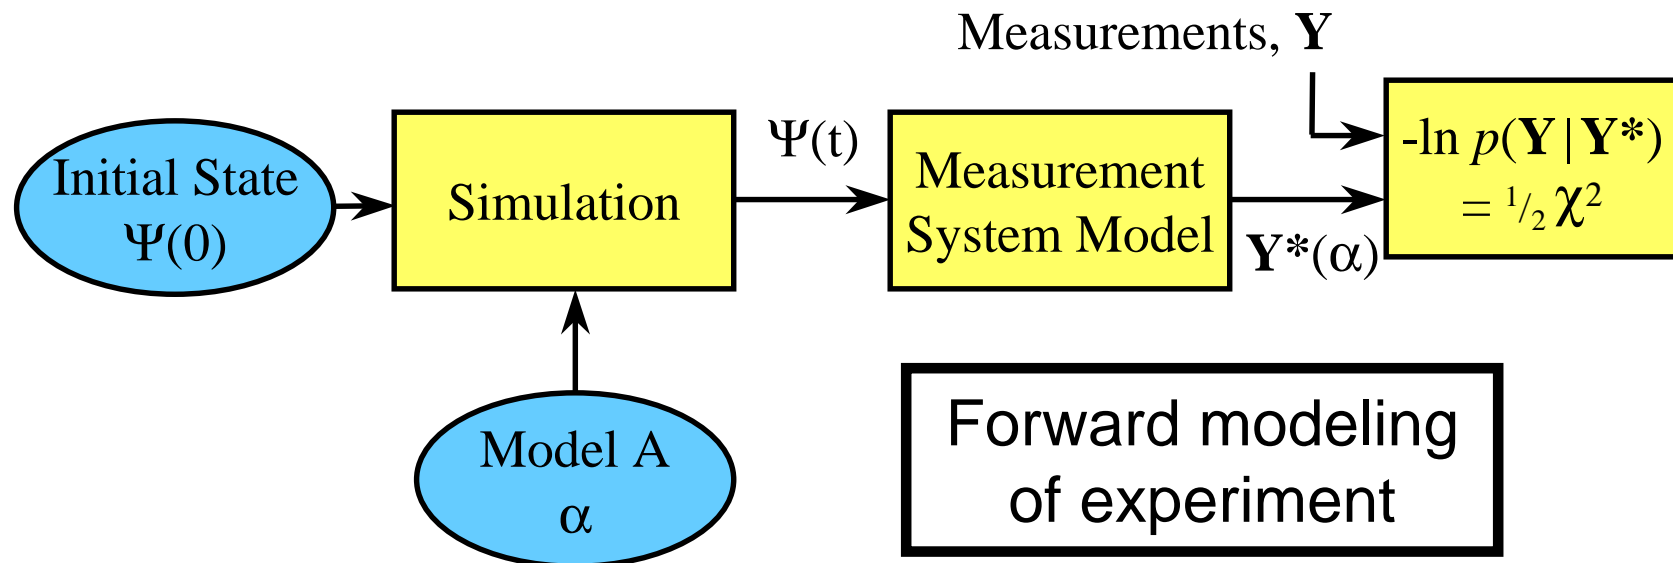 Measurements, Y
Initial State
Ψ(0)
Simulation
Ψ(t)
Measurement
System Model
Y*(α)
-ln p(Y | Y*)
= 1/2 χ²
Model A
α
Forward modeling
of experiment